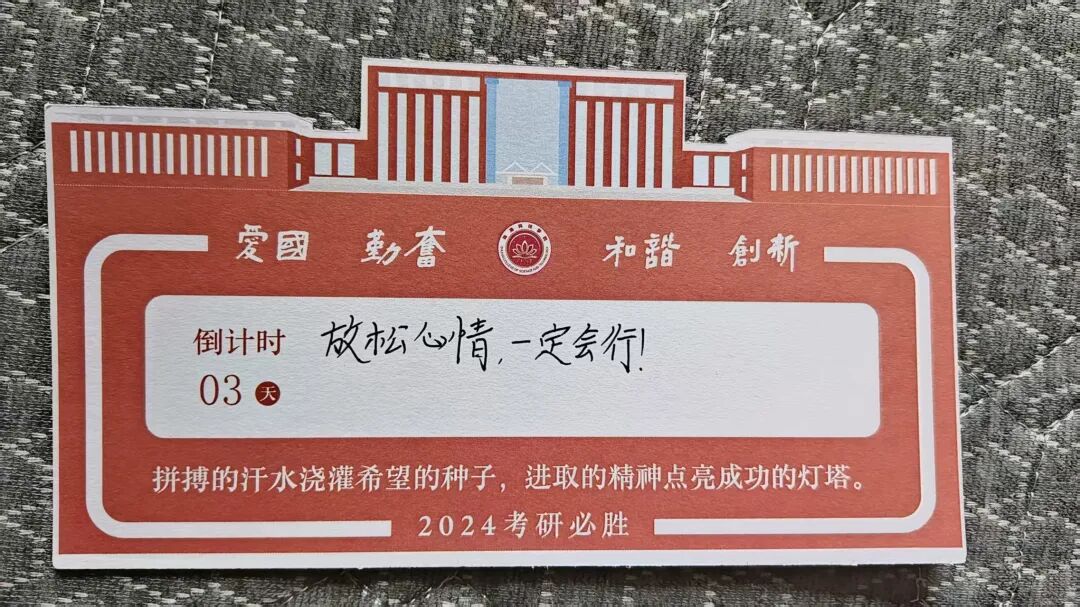 愛國 勤奮 和諧 創新
倒计时 放松心情,一定会行!
03天
拼搏的汗水浇灌希望的种子，进取的精神点亮成功的灯塔。
2024考研必胜